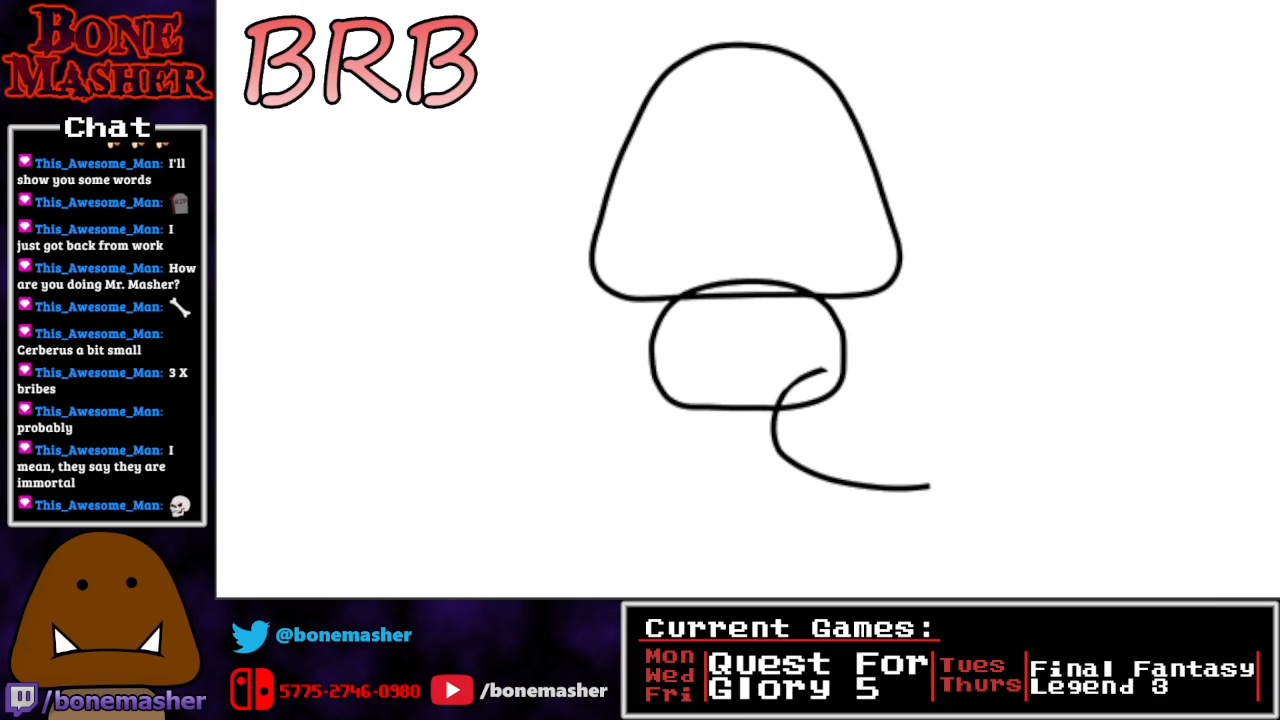 BONE
MASHER
BRB
Chat
This_Awesome_Man: I'll
show you some words
This_Awesome_Man:
RIP
This_Awesome_Man: I
just got back from work
This_Awesome_Man: How
are you doing Mr. Masher?
This_Awesome_Man:
This_Awesome_Man:
Cerberus a bit small
This_Awesome_Man: 3 X
bribes
This_Awesome_Man:
probably
This_Awesome_Man: I
mean, they say they are
immortal
This_Awesome_Man:
/bonemasher
@bonemasher
5775-2746-0980
/bonemasher
Current Games:
Mon
Wed
Fri
Quest For
Glory 5
Tues
Thurs
Final Fantasy
Legend 3